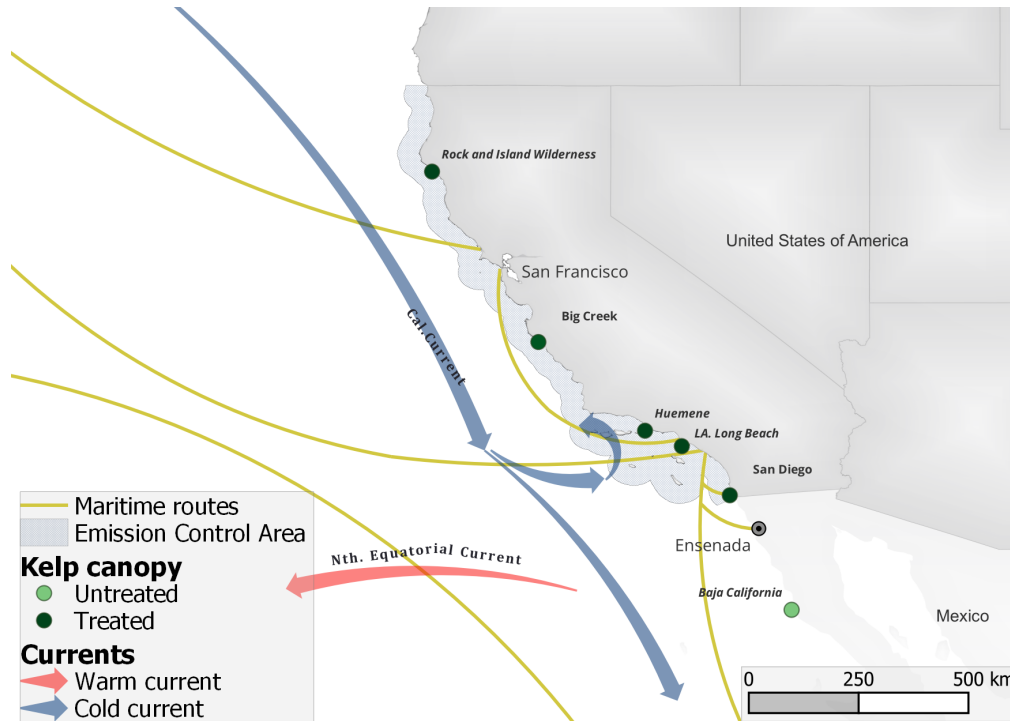 Rock and Island Wilderness
United States of America
San Francisco
Cal.Current
Big Creek
Huemene
LA. Long Beach
San Diego
Ensenada
Nth. Equatorial Current
Baja California
Mexico
Maritime routes
Emission Control Area
Kelp canopy
Untreated
Treated
Currents
Warm current
Cold current
0 250 500 km